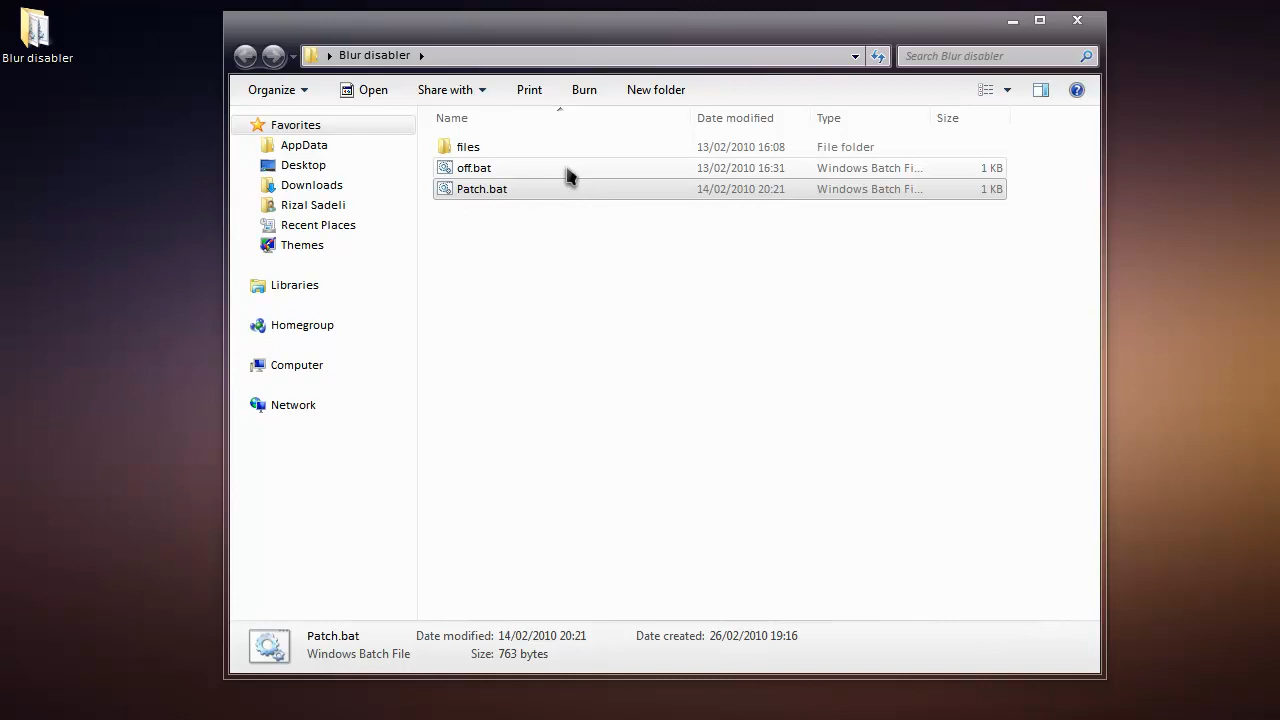 Blur disabler
Blur disabler
Search Blur disabler
Organize Open Share with Print Burn New folder
Name Date modified Type Size
Favorites
AppData
Desktop
Downloads
Rizal Sadeli
Recent Places
Themes
Libraries
Homegroup
Computer
Network
files 13/02/2010 16:08 File folder
off.bat 13/02/2010 16:31 Windows Batch Fi... 1 KB
Patch.bat 14/02/2010 20:21 Windows Batch Fi... 1 KB
Patch.bat Date modified: 14/02/2010 20:21 Date created: 26/02/2010 19:16
Windows Batch File Size: 763 bytes